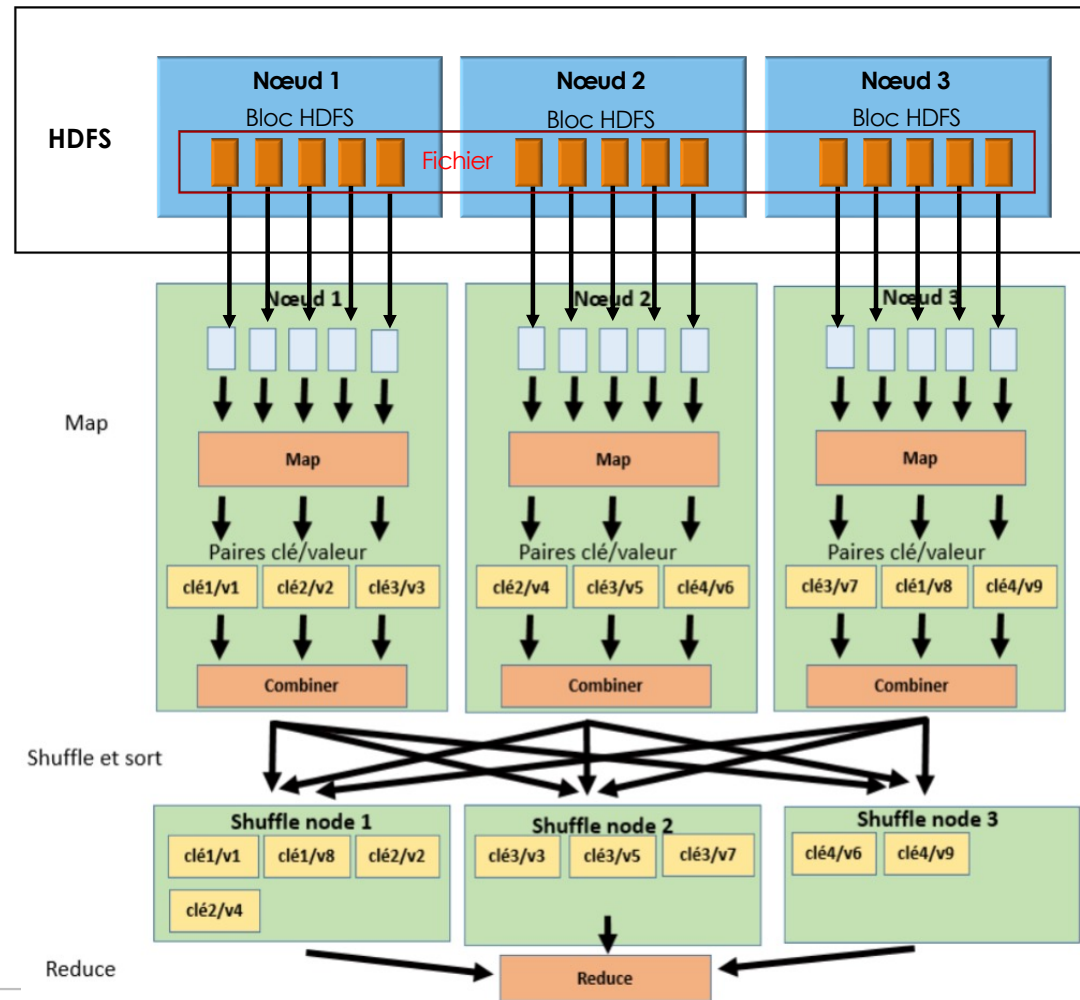 HDFS
Nœud 1
Nœud 2
Nœud 3
Bloc HDFS
Bloc HDFS
Bloc HDFS
Fichier
Nœud 1
Nœud 2
Nœud 3
Map
Map
Map
Map
Paires clé/valeur
Paires clé/valeur
Paires clé/valeur
clé1/v1
clé2/v2
clé3/v3
clé2/v4
clé3/v5
clé4/v6
clé3/v7
clé1/v8
clé4/v9
Combiner
Combiner
Combiner
Shuffle et sort
Shuffle node 1
Shuffle node 2
Shuffle node 3
clé1/v1
clé1/v8
clé2/v2
clé3/v3
clé3/v5
clé3/v7
clé4/v6
clé4/v9
clé2/v4
Reduce
Reduce